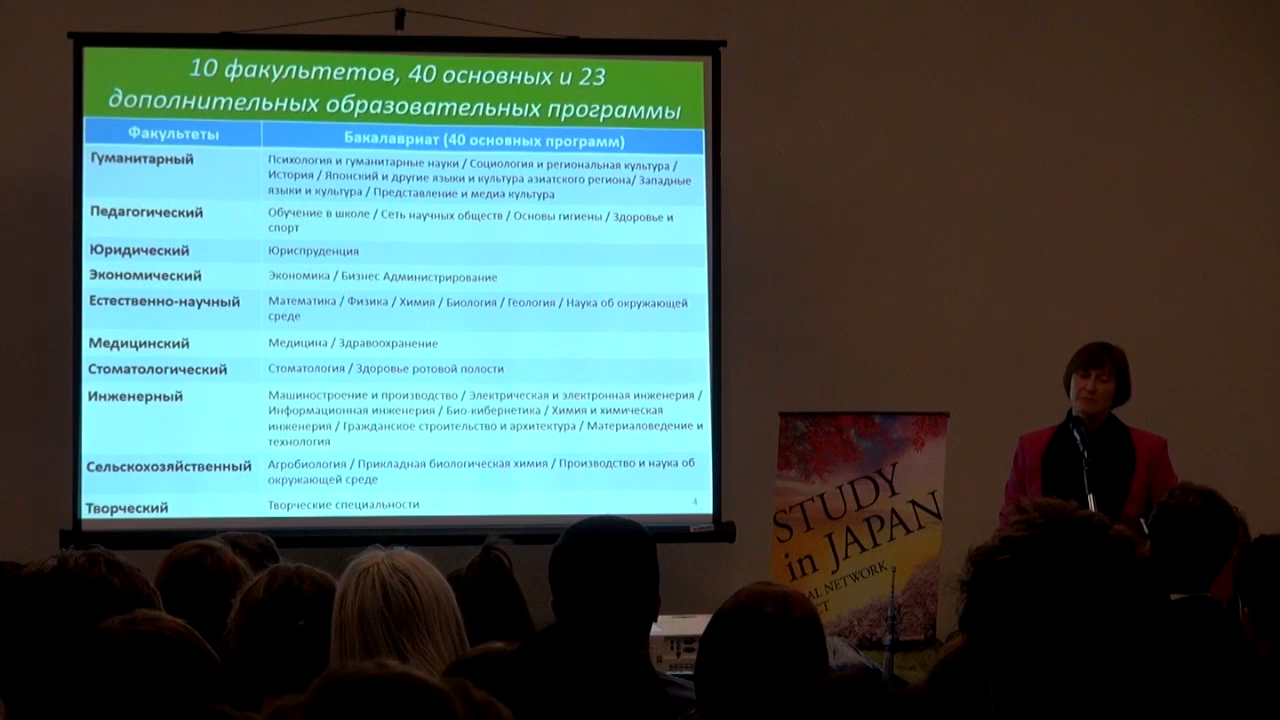 10 факультетов, 40 основных и 23
дополнительных образовательных программы
Факультеты
Бакалавриат (40 основных программ)
Гуманитарный
Психология и гуманитарные науки / Социология и региональная культура /
История / Японский и другие языки и культура азиатского региона/ Западные
языки и культура / Представление и медиа культура
Педагогический
Обучение в школе / Сеть научных обществ / Основы гигиены / Здоровье и
спорт
Юридический
Юриспруденция
Экономический
Экономика / Бизнес Администрирование
Естественно-научный
Математика / Физика / Химия / Биология / Геология / Наука об окружающей
среде
Медицинский
Медицина / Здравоохранение
Стоматологический
Стоматология / Здоровье ротовой полости
Инженерный
Машиностроение и производство / Электрическая и электронная инженерия /
Информационная инженерия / Био-кибернетика / Химия и химическая
инженерия / Гражданское строительство и архитектура / Материаловедение и
технология
Сельскохозяйственный
Агробиология / Прикладная биологическая химия / Производство и наука об
окружающей среде
Творческий
Творческие специальности
4
STUDY
in JAPAN
NETWORK